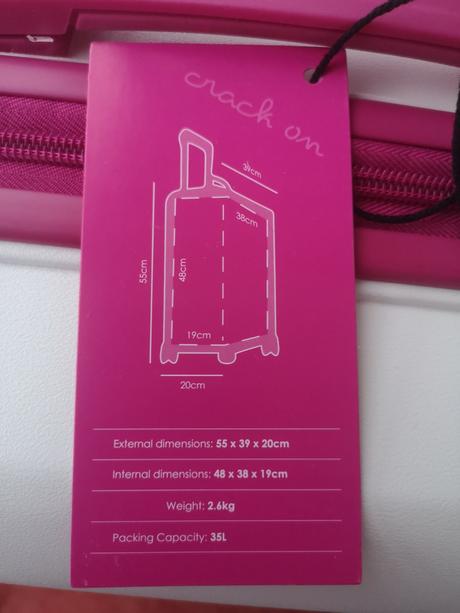 crack on
39cm
38cm
55cm
48cm
19cm
20cm
External dimensions: 55 x 39 x 20cm
Internal dimensions: 48 x 38 x 19cm
Weight: 2.6kg
Packing Capacity: 35L